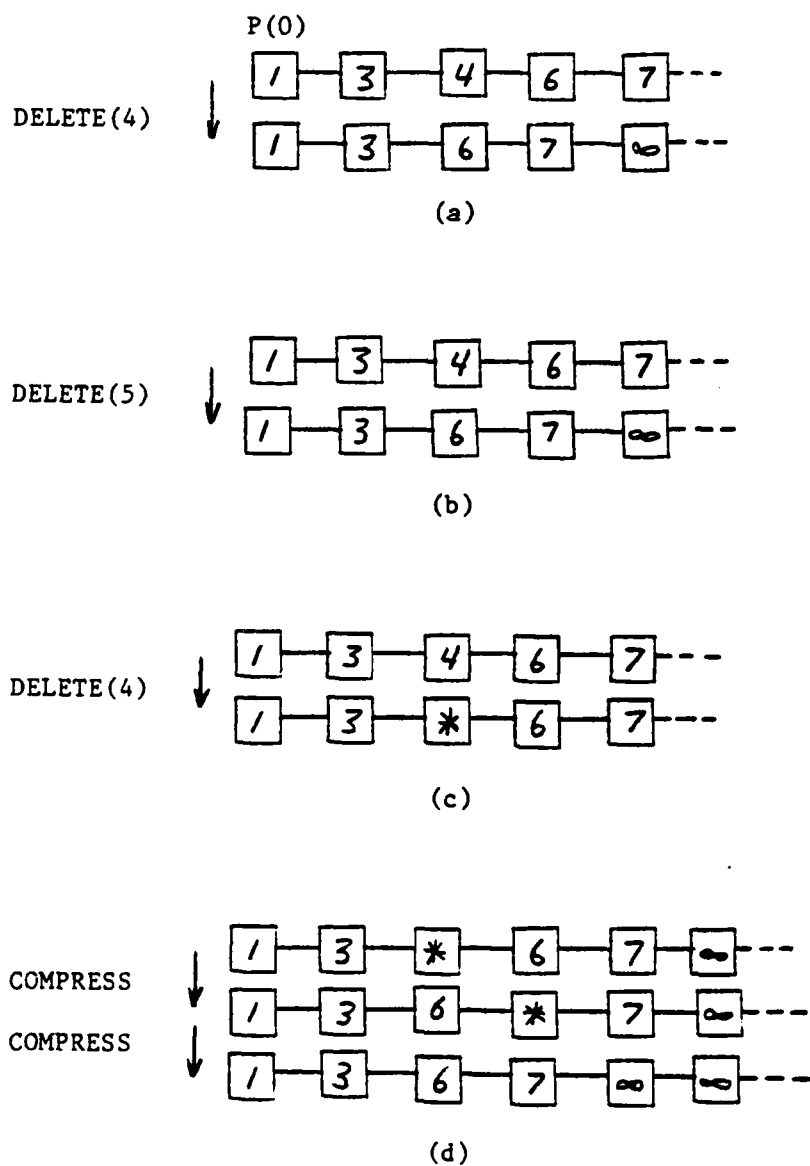 P(0)
1 3 4 6 7
DELETE(4)
1 3 6 7 ∞
(a)
1 3 4 6 7
DELETE(5)
1 3 6 7 ∞
(b)
1 3 4 6 7
DELETE(4)
1 3 * 6 7
(c)
1 3 * 6 7 ∞
COMPRESS
1 3 6 * 7 ∞
COMPRESS
1 3 6 7 ∞ ∞
(d)